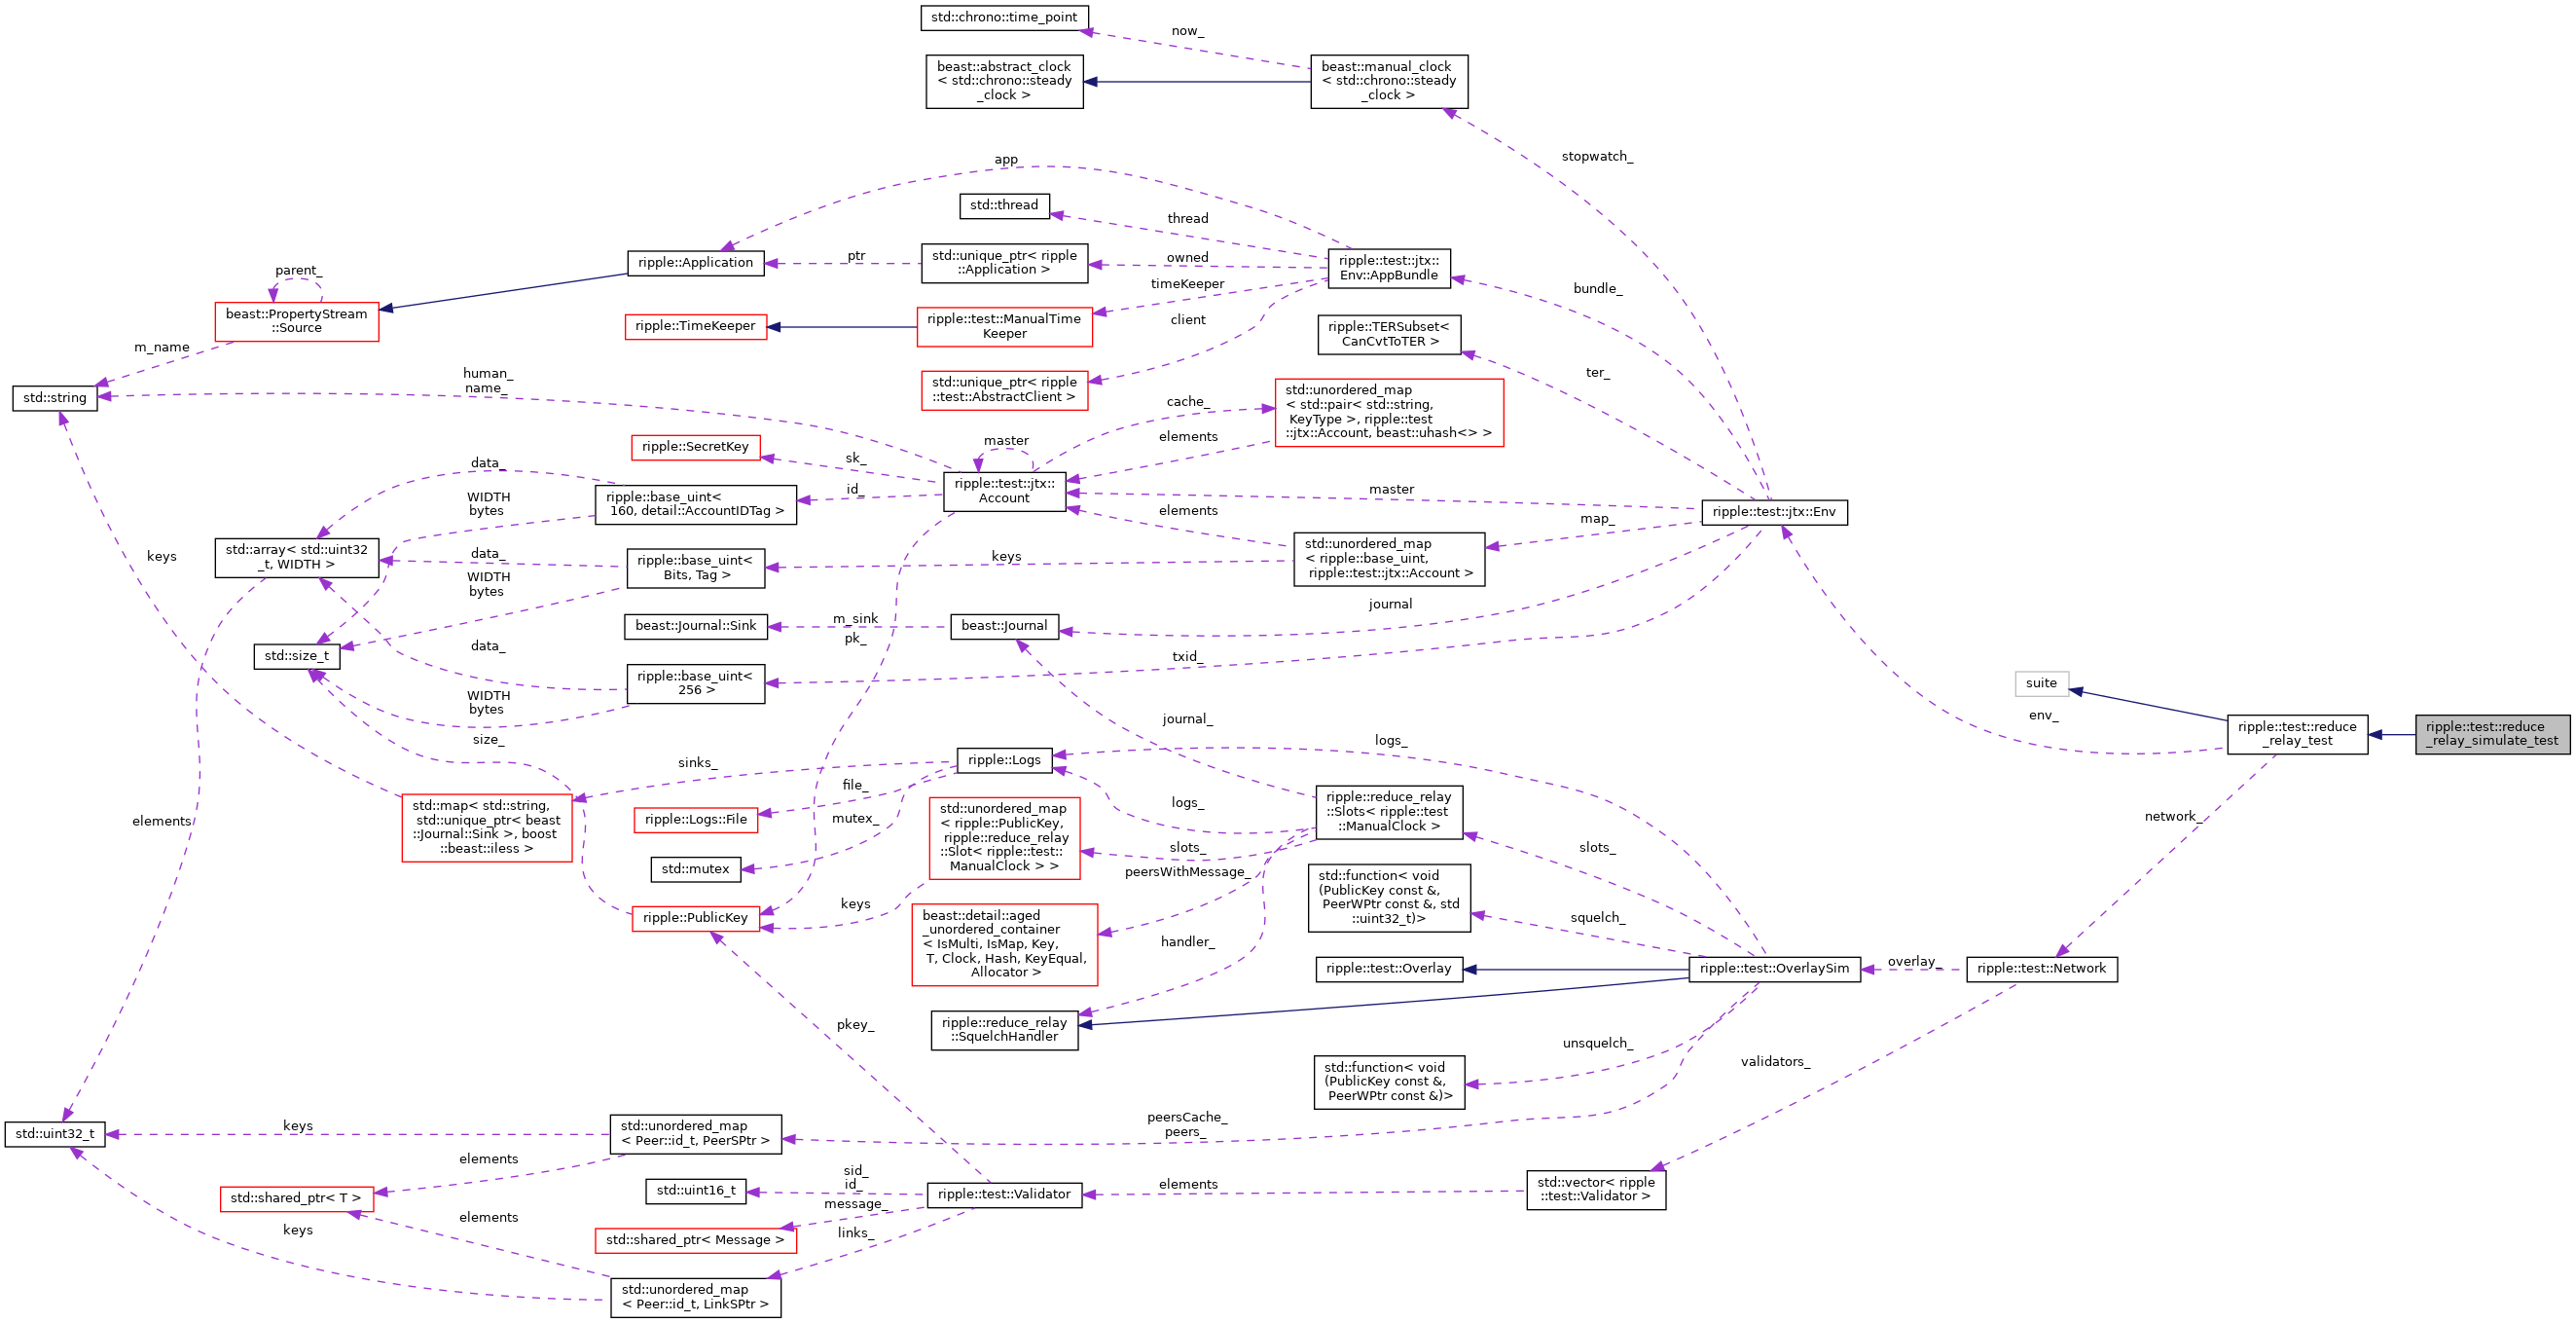 std::chrono::time_point
now_
beast::abstract_clock
< std::chrono::steady
_clock >
beast::manual_clock
< std::chrono::steady
_clock >
stopwatch_
app
std::thread
thread
ripple::Application
ptr
std::unique_ptr< ripple
::Application >
owned
ripple::test::jtx::
Env::AppBundle
parent_
beast::PropertyStream
::Source
timeKeeper
bundle_
ripple::TimeKeeper
ripple::test::ManualTime
Keeper
client
ripple::TERSubset<
CanCvtToTER >
m_name
std::string
human_
name_
std::unique_ptr< ripple
::test::AbstractClient >
cache_
std::unordered_map
< std::pair< std::string,
KeyType >, ripple::test
::jtx::Account, beast::uhash<> >
ter_
ripple::SecretKey
sk_
master
elements
data_
WIDTH
bytes
ripple::base_uint<
160, detail::AccountIDTag >
id_
ripple::test::jtx::
Account
master
elements
ripple::test::jtx::Env
map_
keys
std::array< std::uint32
_t, WIDTH >
data_
WIDTH
bytes
ripple::base_uint<
Bits, Tag >
keys
std::unordered_map
< ripple::base_uint,
ripple::test::jtx::Account >
beast::Journal::Sink
m_sink
pk_
beast::Journal
journal
std::size_t
data_
WIDTH
bytes
ripple::base_uint<
256 >
txid_
suite
env_
ripple::test::reduce
_relay_test
ripple::test::reduce
_relay_simulate_test
size_
journal_
logs_
sinks_
ripple::Logs
file_
mutex_
logs_
slots_
peersWithMessage_
ripple::reduce_relay
::Slots< ripple::test
::ManualClock >
network_
elements
std::map< std::string,
std::unique_ptr< beast
::Journal::Sink >, boost
::beast::iless >
ripple::Logs::File
std::mutex
std::unordered_map
< ripple::PublicKey,
ripple::reduce_relay
::Slot< ripple::test::
ManualClock > >
slots_
std::function< void
(PublicKey const &,
PeerWPtr const &, std
::uint32_t)>
squelch_
ripple::PublicKey
keys
beast::detail::aged
_unordered_container
< IsMulti, IsMap, Key,
T, Clock, Hash, KeyEqual,
Allocator >
handler_
ripple::test::Overlay
ripple::test::OverlaySim
overlay_
ripple::test::Network
pkey_
ripple::reduce_relay
::SquelchHandler
unsquelch_
std::function< void
(PublicKey const &,
PeerWPtr const &)>
validators_
std::uint32_t
keys
std::unordered_map
< Peer::id_t, PeerSPtr >
peersCache_
peers_
elements
std::shared_ptr< T >
std::uint16_t
sid_
id_
ripple::test::Validator
elements
std::vector< ripple
::test::Validator >
elements
keys
std::shared_ptr< Message >
message_
links_
std::unordered_map
< Peer::id_t, LinkSPtr >